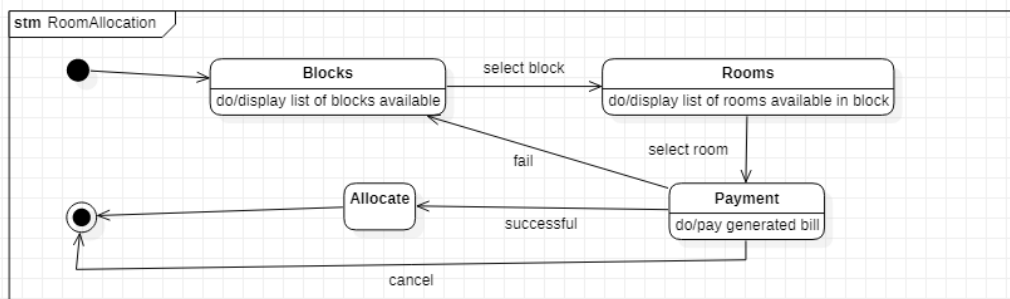 stm RoomAllocation
Blocks
do/display list of blocks available
select block
Rooms
do/display list of rooms available in block
select room
fail
Payment
do/pay generated bill
successful
Allocate
cancel